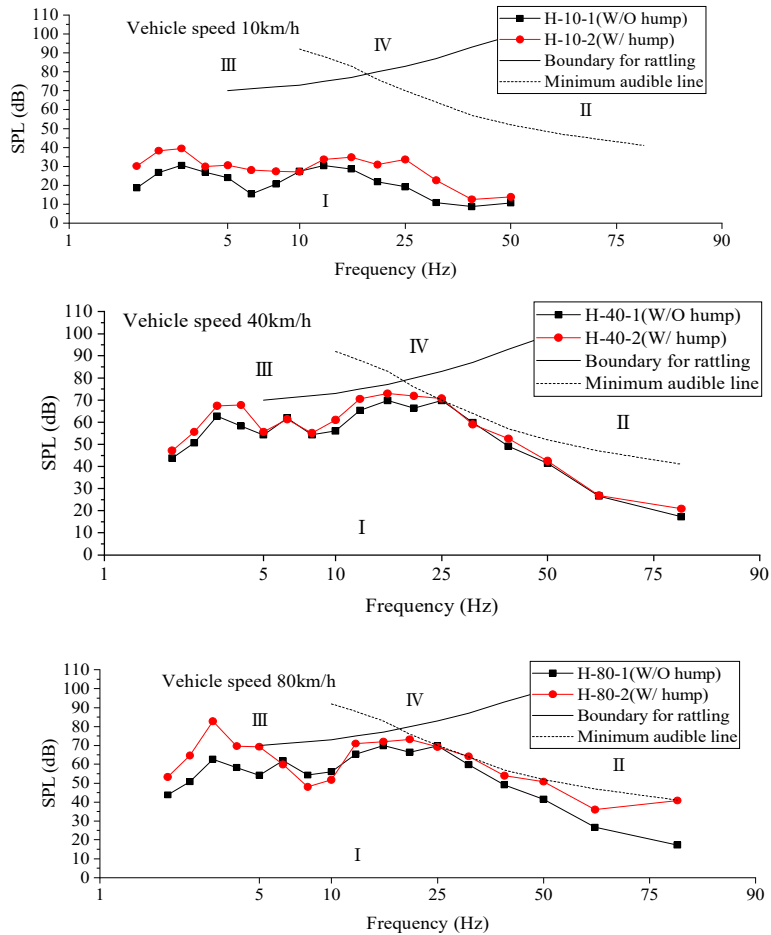 Vehicle speed 10km/h
H-10-1(W/O hump)
H-10-2(W/ hump)
Boundary for rattling
Minimum audible line
Ⅰ
Ⅱ
Ⅲ
Ⅳ
SPL (dB)
110
100
90
80
70
60
50
40
30
20
10
0
1 5 10 25 50 75 90
Frequency (Hz)
Vehicle speed 40km/h
H-40-1(W/O hump)
H-40-2(W/ hump)
Boundary for rattling
Minimum audible line
Ⅰ
Ⅱ
Ⅲ
Ⅳ
SPL (dB)
110
100
90
80
70
60
50
40
30
20
10
0
1 5 10 25 50 75 90
Frequency (Hz)
Vehicle speed 80km/h
H-80-1(W/O hump)
H-80-2(W/ hump)
Boundary for rattling
Minimum audible line
Ⅰ
Ⅱ
Ⅲ
Ⅳ
SPL (dB)
110
100
90
80
70
60
50
40
30
20
10
0
1 5 10 25 50 75 90
Frequency (Hz)